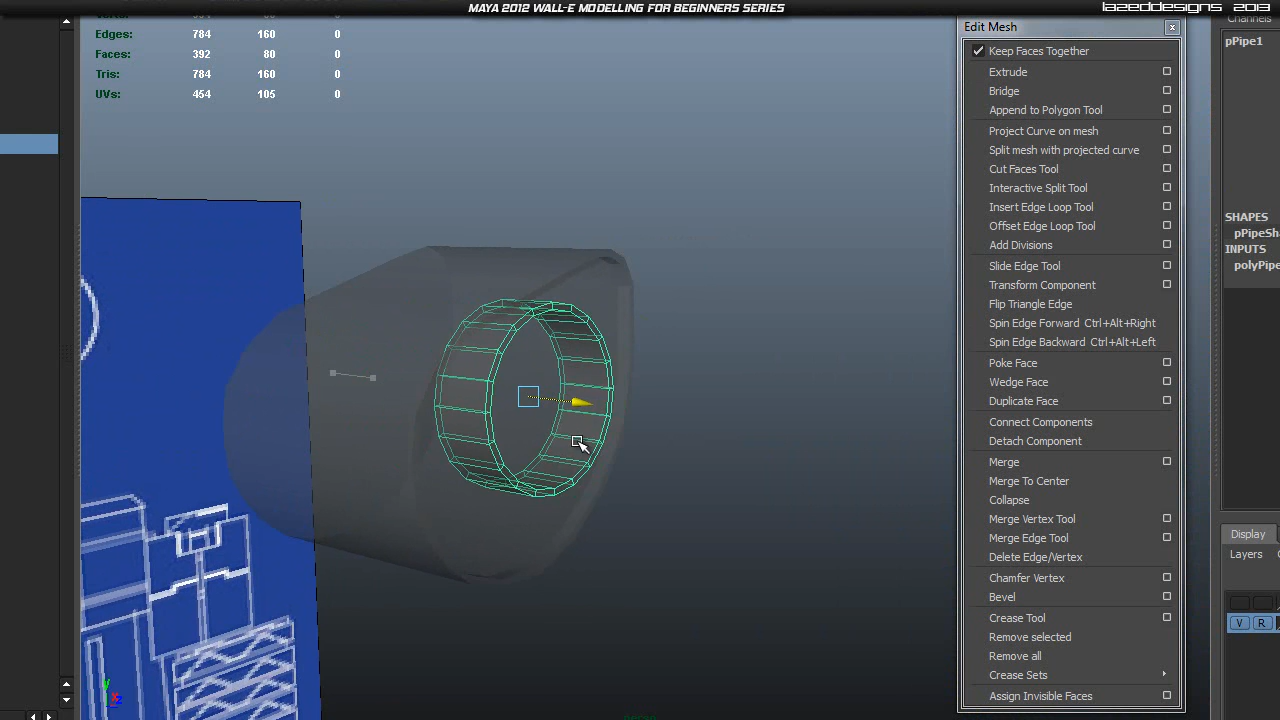 MAYA 2012 WALL-E MODELLING FOR BEGINNERS SERIES
LAZEDDESIGNS 2013
Edges: 784 160 0
Faces: 392 80 0
Tris: 784 160 0
UVs: 454 105 0
Edit Mesh
Keep Faces Together
Extrude
Bridge
Append to Polygon Tool
Project Curve on mesh
Split mesh with projected curve
Cut Faces Tool
Interactive Split Tool
Insert Edge Loop Tool
Offset Edge Loop Tool
Add Divisions
Slide Edge Tool
Transform Component
Flip Triangle Edge
Spin Edge Forward Ctrl+Alt+Right
Spin Edge Backward Ctrl+Alt+Left
Poke Face
Wedge Face
Duplicate Face
Connect Components
Detach Component
Merge
Merge To Center
Collapse
Merge Vertex Tool
Merge Edge Tool
Delete Edge/Vertex
Chamfer Vertex
Bevel
Crease Tool
Remove selected
Remove all
Crease Sets
Assign Invisible Faces
Channels
pPipe1
SHAPES
pPipeSha
INPUTS
polyPipe
Display
Layers
V R
y
x
z
persp